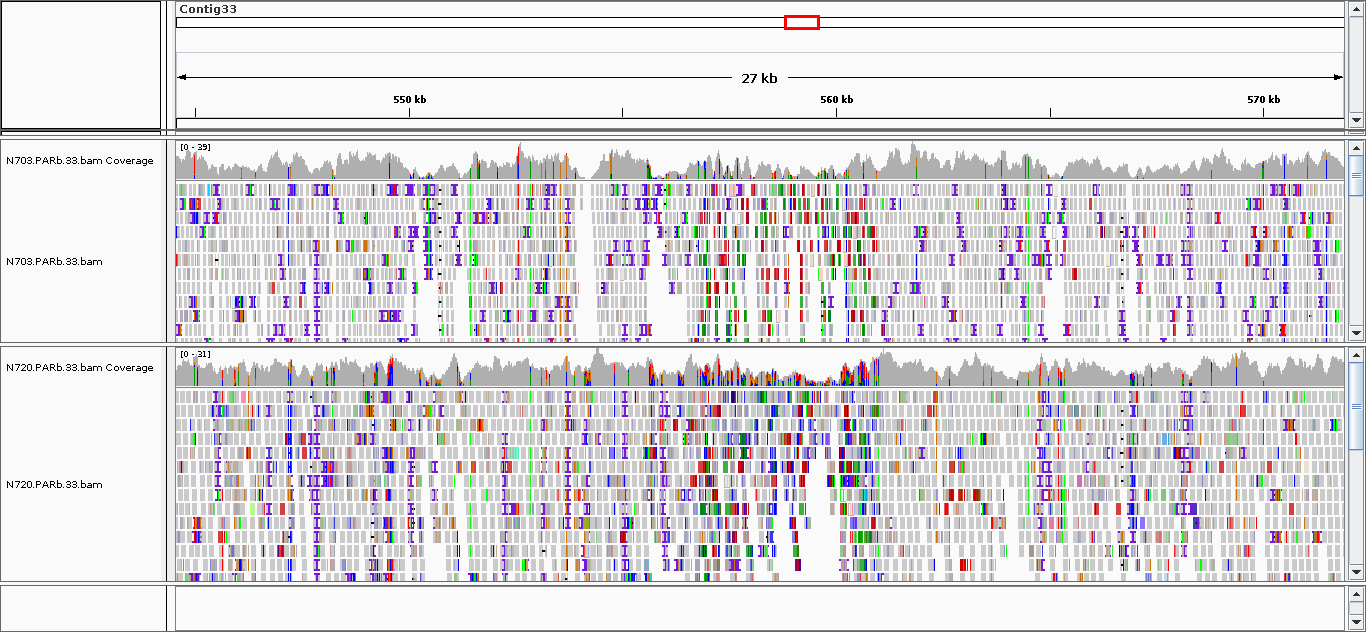 Contig33
27 kb
550 kb
560 kb
570 kb
N703.PARb.33.bam Coverage
[0 - 39]
N703.PARb.33.bam
N720.PARb.33.bam Coverage
[0 - 31]
N720.PARb.33.bam